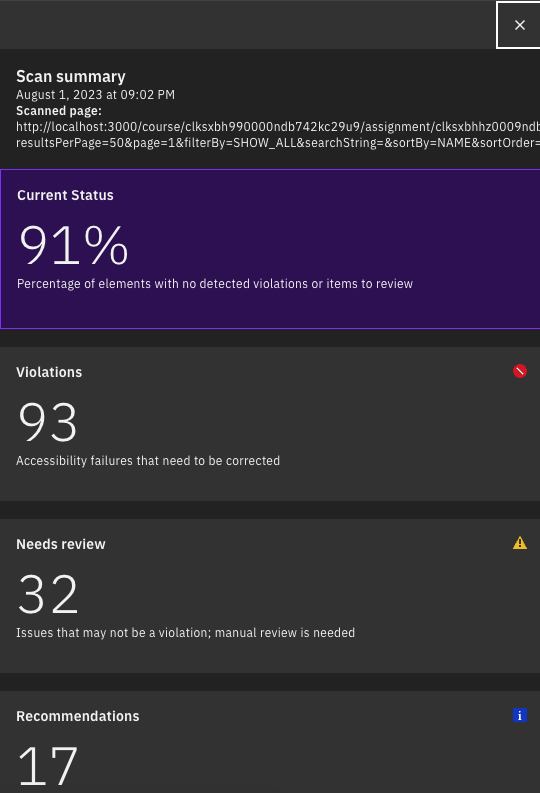 Scan summary
August 1, 2023 at 09:02 PM
Scanned page:
http://localhost:3000/course/clksxbh990000ndb742kc29u9/assignment/clksxbhhz0009ndb
resultsPerPage=50&page=1&filterBy=SHOW_ALL&searchString=&sortBy=NAME&sortOrder=
Current Status
91%
Percentage of elements with no detected violations or items to review
Violations
93
Accessibility failures that need to be corrected
Needs review
32
Issues that may not be a violation; manual review is needed
Recommendations
17